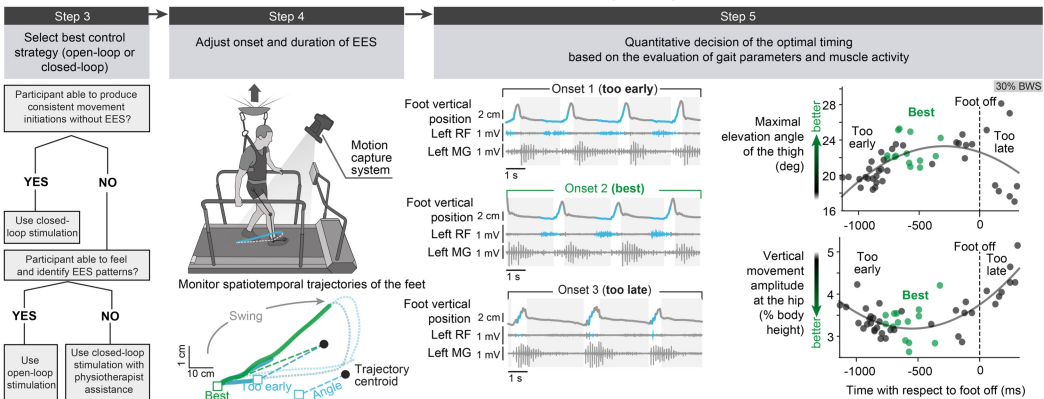 Step 3
Select best control
strategy (open-loop or
closed-loop)
Participant able to produce
consistent movement
initiations without EES?
YES
NO
Use closed-
loop stimulation
Participant able to feel
and identify EES patterns?
YES
NO
Use
open-loop
stimulation
Use closed-loop
stimulation with
physiotherapist
assistance
Step 4
Adjust onset and duration of EES
Motion
capture
system
Monitor spatiotemporal trajectories of the feet
Swing
1 cm
10 cm
Too early
Best
Angle
Trajectory
centroid
Step 5
Quantitative decision of the optimal timing
based on the evaluation of gait parameters and muscle activity
Onset 1 (too early)
Foot vertical
position 2 cm
Left RF 1 mV
Left MG 1 mV
1 s
Onset 2 (best)
Foot vertical
position 2 cm
Left RF 1 mV
Left MG 1 mV
1 s
Onset 3 (too late)
Foot vertical
position 2 cm
Left RF 1 mV
Left MG 1 mV
1 s
30% BWS
Maximal
elevation angle
of the thigh
(deg)
better
28
24
20
16
Too
early
Best
Foot off
Too
late
-1000
-500
0
Vertical
movement
amplitude
at the hip
(% body
height)
better
5
4
3
Too
early
Best
Foot off
Too
late
-1000
-500
0
Time with respect to foot off (ms)